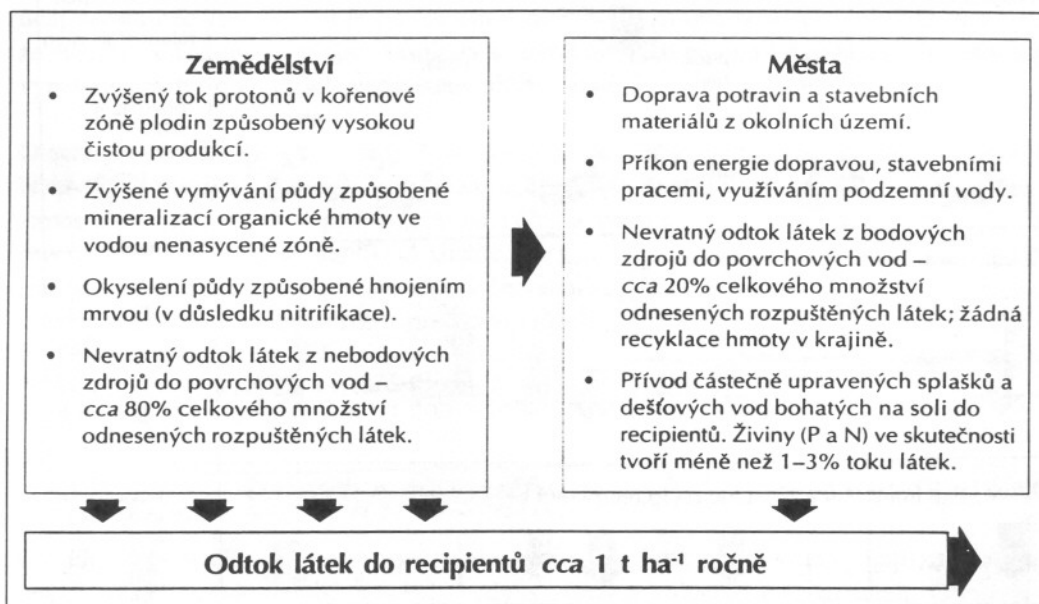 Zemědělství
• Zvýšený tok protonů v kořenové
zóně plodin způsobený vysokou
čistou produkcí.
• Zvýšené vymývání půdy způsobené
mineralizací organické hmoty ve
vodou nenasycené zóně.
• Okyselení půdy způsobené hnojením
mrvou (v důsledku nitrifikace).
• Nevratný odtok látek z nebodových
zdrojů do povrchových vod –
cca 80% celkového množství
odnesených rozpuštěných látek.
Města
• Doprava potravin a stavebních
materiálů z okolních území.
• Příkon energie dopravou, stavebními
pracemi, využíváním podzemní vody.
• Nevratný odtok látek z bodových
zdrojů do povrchových vod –
cca 20% celkového množství
odnesených rozpuštěných látek; žádná
recyklace hmoty v krajině.
• Přívod částečně upravených splašků a
dešťových vod bohatých na soli do
recipientů. Živiny (P a N) ve skutečnosti
tvoří méně než 1–3% toku látek.
Odtok látek do recipientů cca 1 t ha⁻¹ ročně